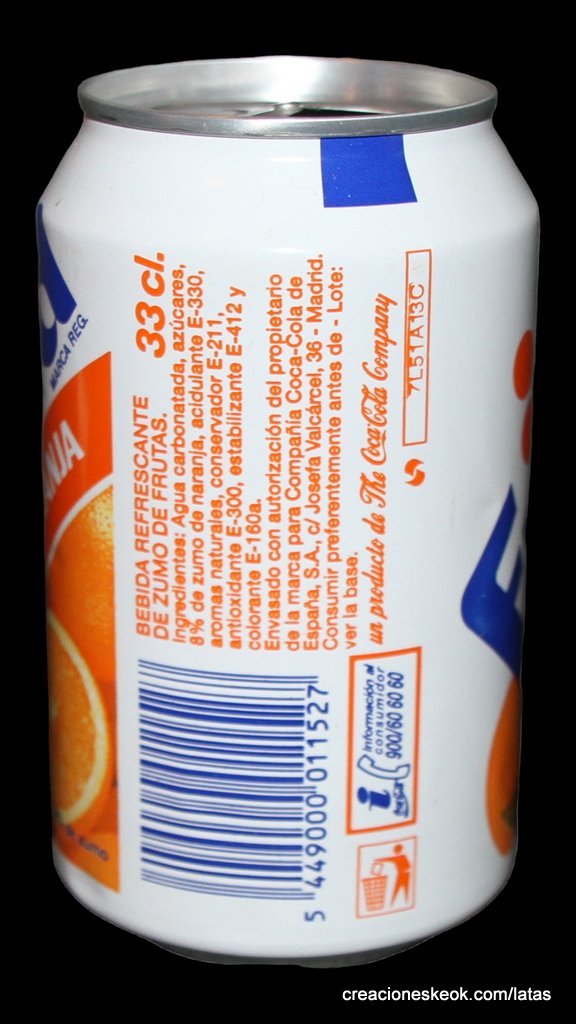 MARCA REG.
NJA
zumo
BEBIDA REFRESCANTE
DE ZUMO DE FRUTAS.
33 cl.
Ingredientes: Agua carbonatada, azúcares,
8% de zumo de naranja, acidulante E-330,
aromas naturales, conservador E-211,
antioxidante E-300, estabilizante E-412 y
colorante E-160a.
Envasado con autorización del propietario
de la marca para Compañía Coca-Cola de
España, S.A., c/ Josefa Valcárcel, 36 - Madrid.
Consumir preferentemente antes de - Lote:
ver la base.
un producto de The Coca-Cola Company
7L51A13C
5 449000 011527
Información al
consumidor
900/60 60 60
F
creacioneskeok.com/latas